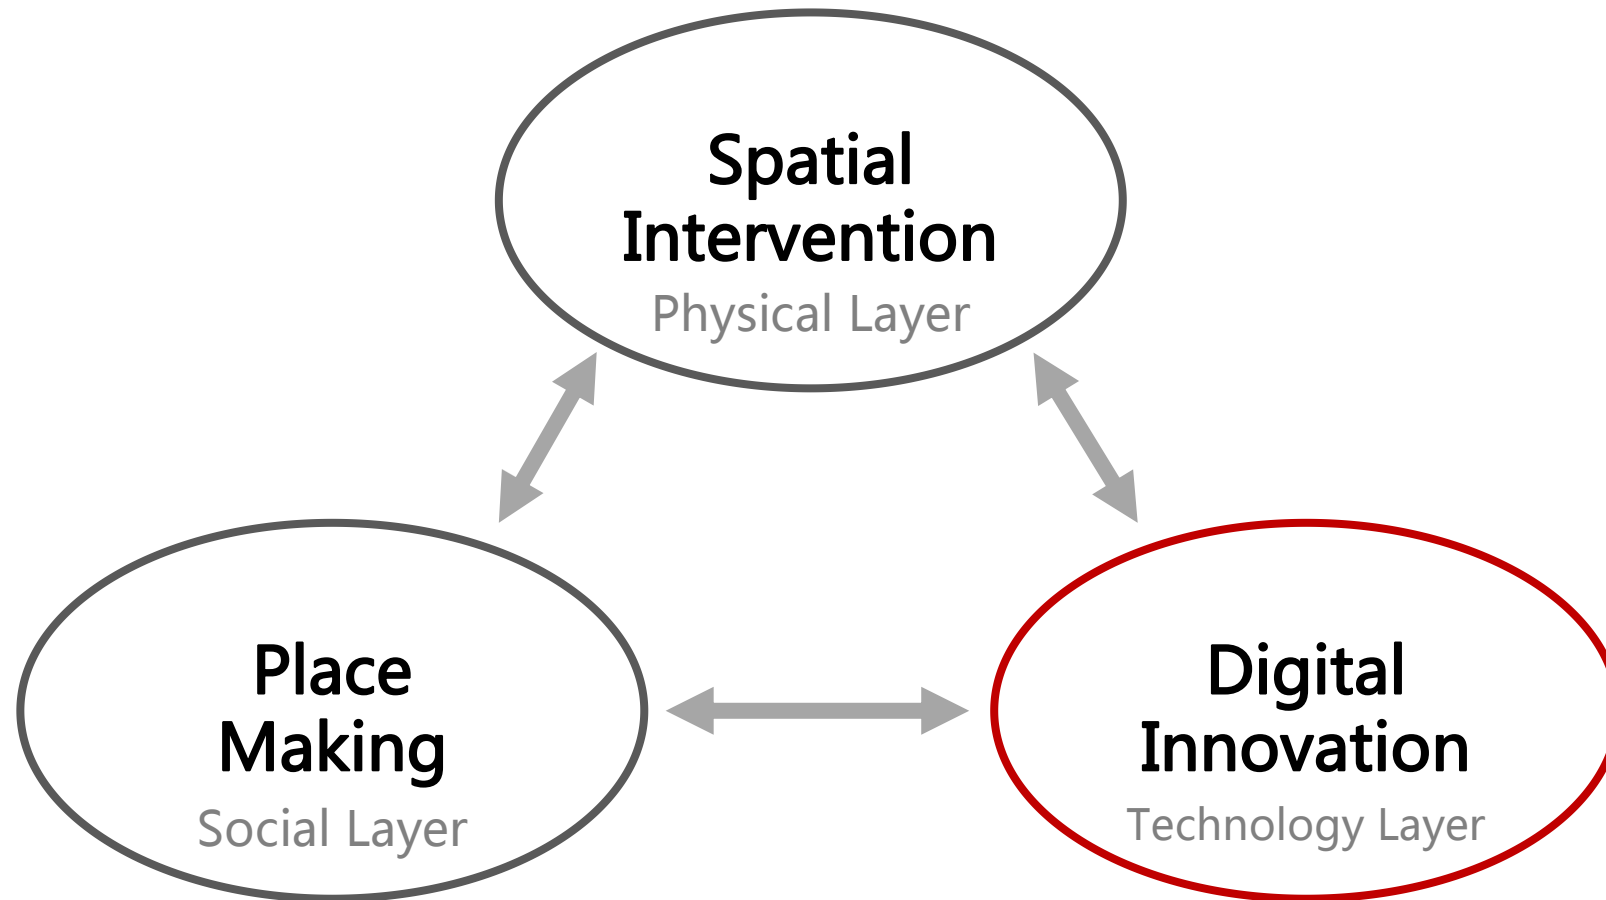 Spatial
Intervention
Physical Layer
Place
Making
Social Layer
Digital
Innovation
Technology Layer